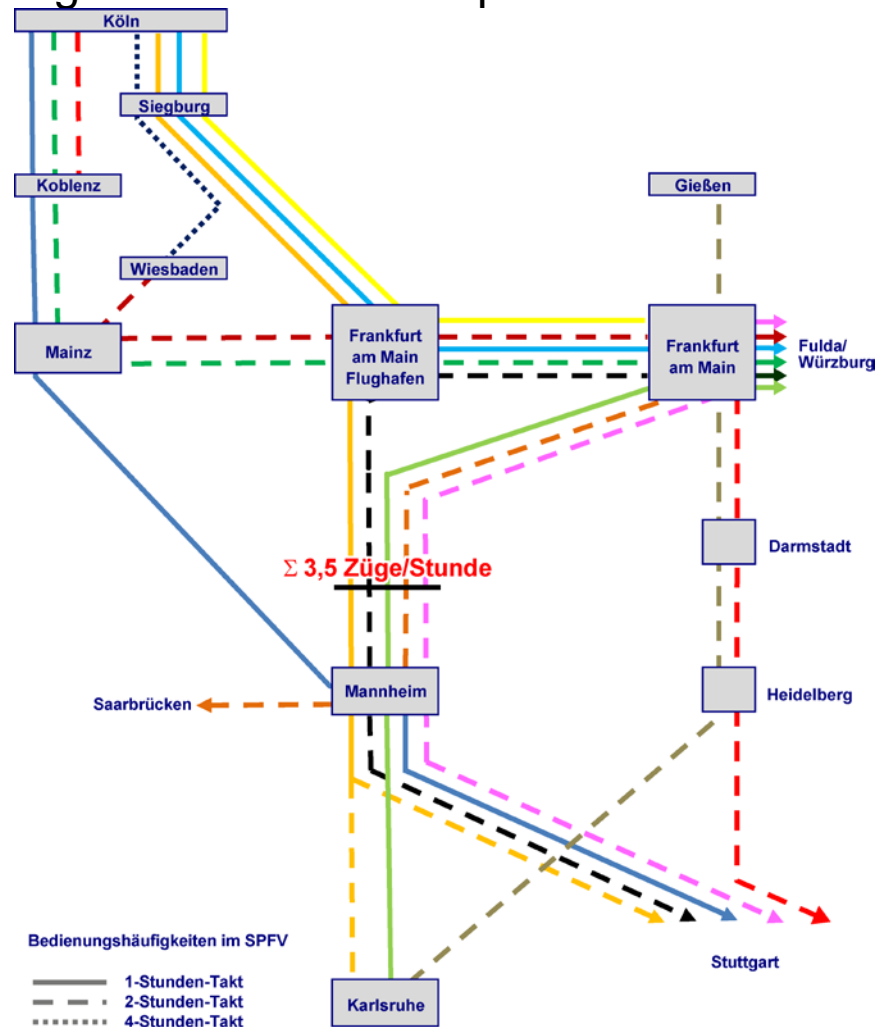 Köln
Siegburg
Koblenz
Gießen
Wiesbaden
Mainz
Frankfurt
am Main
Flughafen
Frankfurt
am Main
Fulda/
Würzburg
Darmstadt
Σ 3,5 Züge/Stunde
Mannheim
Heidelberg
Saarbrücken
Bedienungshäufigkeiten im SPFV
Stuttgart
1-Stunden-Takt
2-Stunden-Takt
4-Stunden-Takt
Karlsruhe